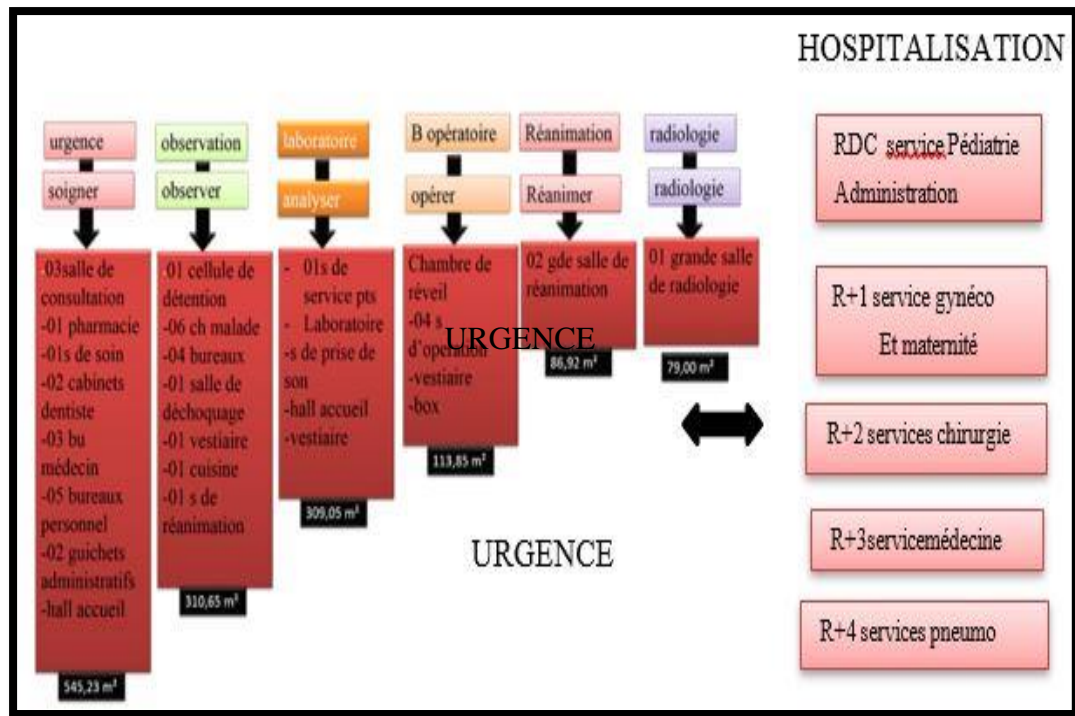 HOSPITALISATION
urgence
soigner
-03salle de
consultation
-01 pharmacie
-01s de soin
-02 cabinets
dentiste
-03 bu
médecin
-05 bureaux
personnel
-02 guichets
administratifs
-hall accueil
545,23 m²
observation
observer
-01 cellule de
détention
-06 ch malade
-04 bureaux
-01 salle de
déchoquage
-01 vestiaire
-01 cuisine
-01 s de
réanimation
310,65 m²
laboratoire
analyser
- 01s de
service pts
- Laboratoire
-s de prise de
son
-hall accueil
-vestiaire
309,05 m²
B opératoire
opérer
Chambre de
réveil
-04 s
d'operation
-vestiaire
-box
113,85 m²
Réanimation
Réanimer
02 gde salle de
réanimation
86,92 m²
radiologie
radiologie
01 grande salle
de radiologie
79,00 m²
URGENCE
URGENCE
RDC service Pédiatrie
Administration
R+1 service gynéco
Et maternité
R+2 services chirurgie
R+3servicemédecine
R+4 services pneumo